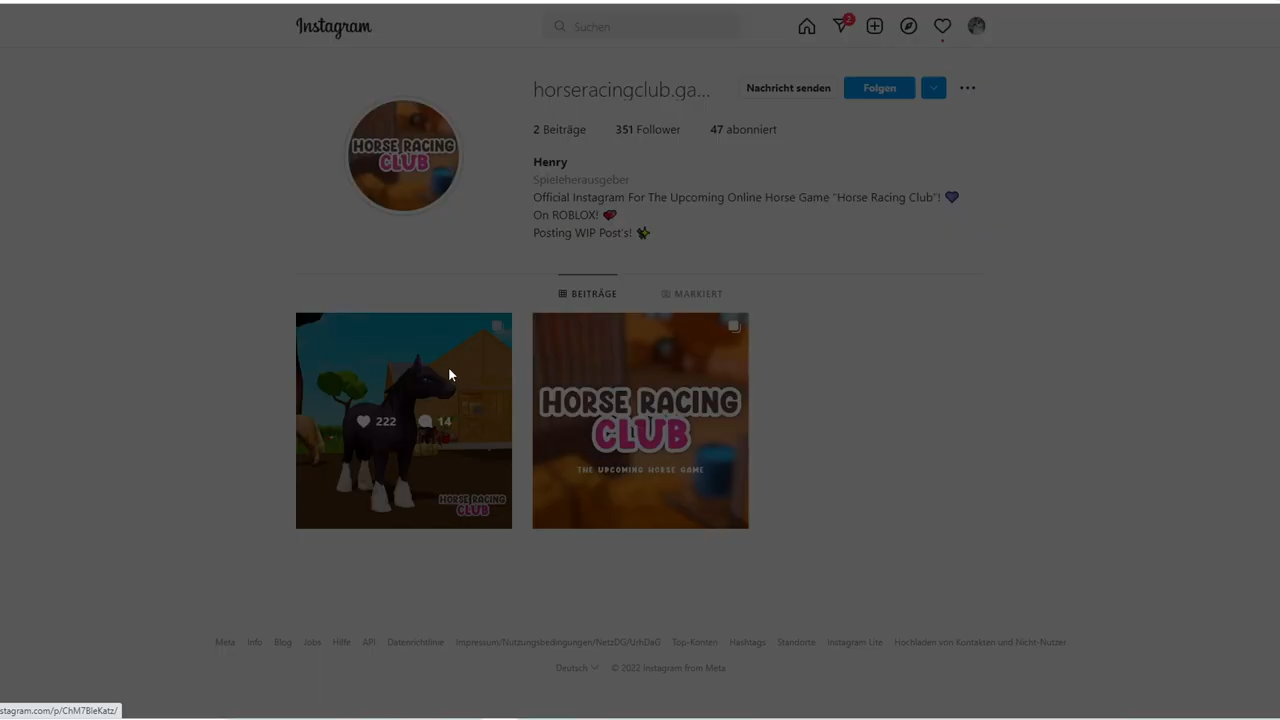 Instagram
Suchen
2
horseracingclub.ga...
Nachricht senden
Folgen
2 Beiträge
351 Follower
47 abonniert
Henry
Spieleherausgeber
Official Instagram For The Upcoming Online Horse Game "Horse Racing Club"!
On ROBLOX!
Posting WIP Post's!
HORSE RACING
CLUB
BEITRÄGE
MARKIERT
222
14
HORSE RACING
CLUB
HORSE RACING
CLUB
THE UPCOMING HORSE GAME
Meta
Info
Blog
Jobs
Hilfe
API
Datenrichtlinie
Impressum/Nutzungsbedingungen/NetzDG/UrhDaG
Top-Konten
Hashtags
Standorte
Instagram Lite
Hochladen von Kontakten und Nicht-Nutzer
Deutsch
© 2022 Instagram from Meta
stagram.com/p/ChM7BIeKatz/